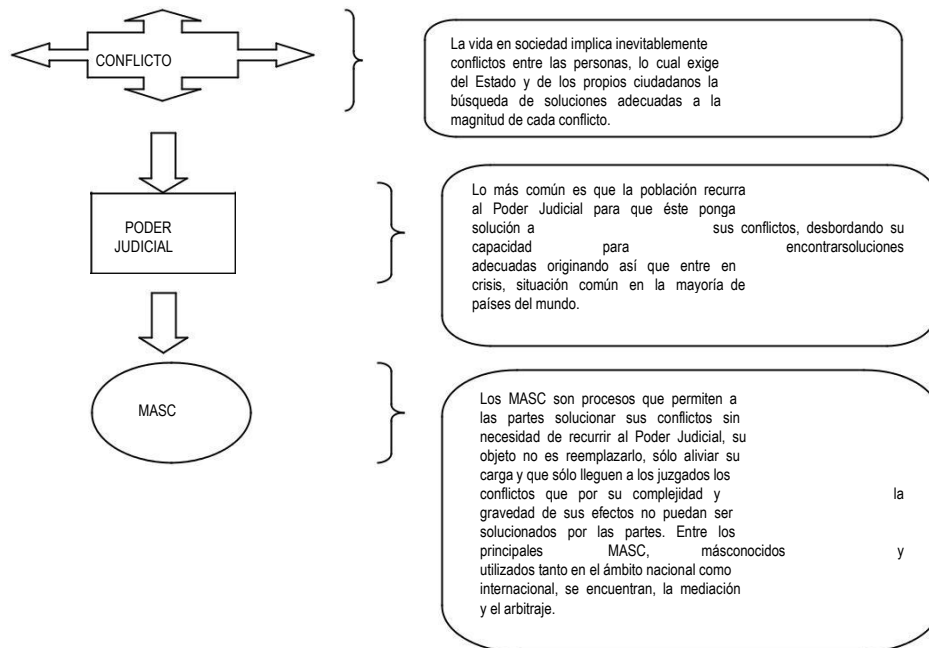 CONFLICTO
La vida en sociedad implica inevitablemente
conflictos entre las personas, lo cual exige
del Estado y de los propios ciudadanos la
búsqueda de soluciones adecuadas a la
magnitud de cada conflicto.
PODER
JUDICIAL
Lo más común es que la población recurra
al Poder Judicial para que éste ponga
solución a sus conflictos, desbordando su
capacidad para encontrarsoluciones
adecuadas originando así que entre en
crisis, situación común en la mayoría de
países del mundo.
MASC
Los MASC son procesos que permiten a
las partes solucionar sus conflictos sin
necesidad de recurrir al Poder Judicial, su
objeto no es reemplazarlo, sólo aliviar su
carga y que sólo lleguen a los juzgados los
conflictos que por su complejidad y la
gravedad de sus efectos no puedan ser
solucionados por las partes. Entre los
principales MASC, másconocidos y
utilizados tanto en el ámbito nacional como
internacional, se encuentran, la mediación
y el arbitraje.